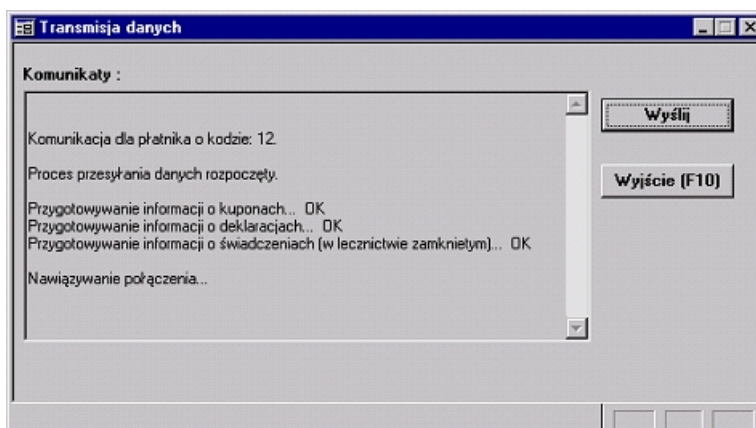 Transmisja danych
Komunikaty :
Komunikacja dla płatnika o kodzie: 12.
Proces przesyłania danych rozpoczęty.
Przygotowywanie informacji o kuponach... OK
Przygotowywanie informacji o deklaracjach... OK
Przygotowywanie informacji o świadczeniach (w lecznictwie zamknietym)... OK
Nawiązywanie połączenia...
Wyślij
Wyjście (F10)